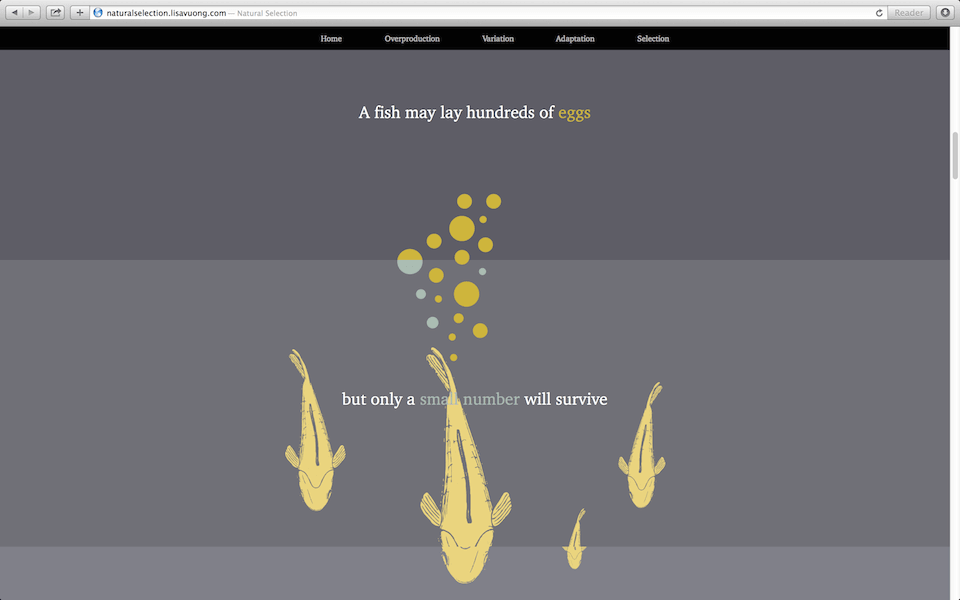 naturalselection.lisavuong.com — Natural Selection
Reader
Home Overproduction Variation Adaptation Selection
A fish may lay hundreds of eggs
but only a small number will survive